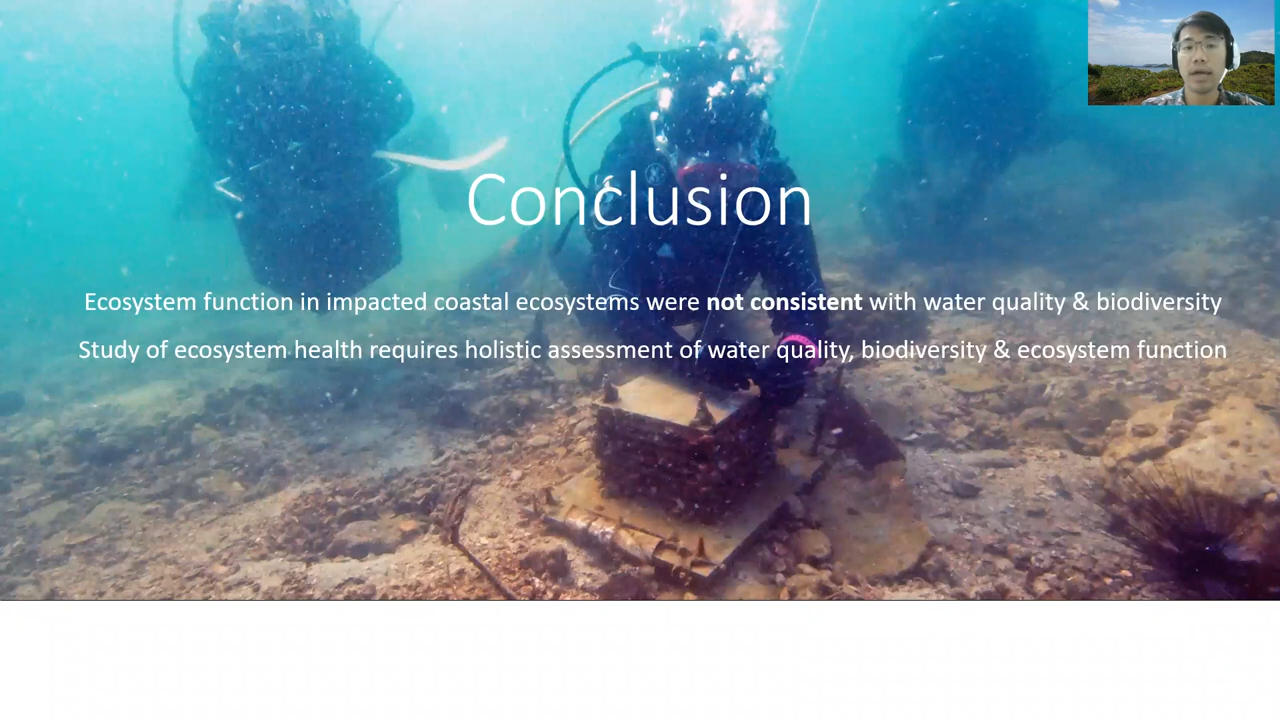 Conclusion
Ecosystem function in impacted coastal ecosystems were not consistent with water quality & biodiversity
Study of ecosystem health requires holistic assessment of water quality, biodiversity & ecosystem function